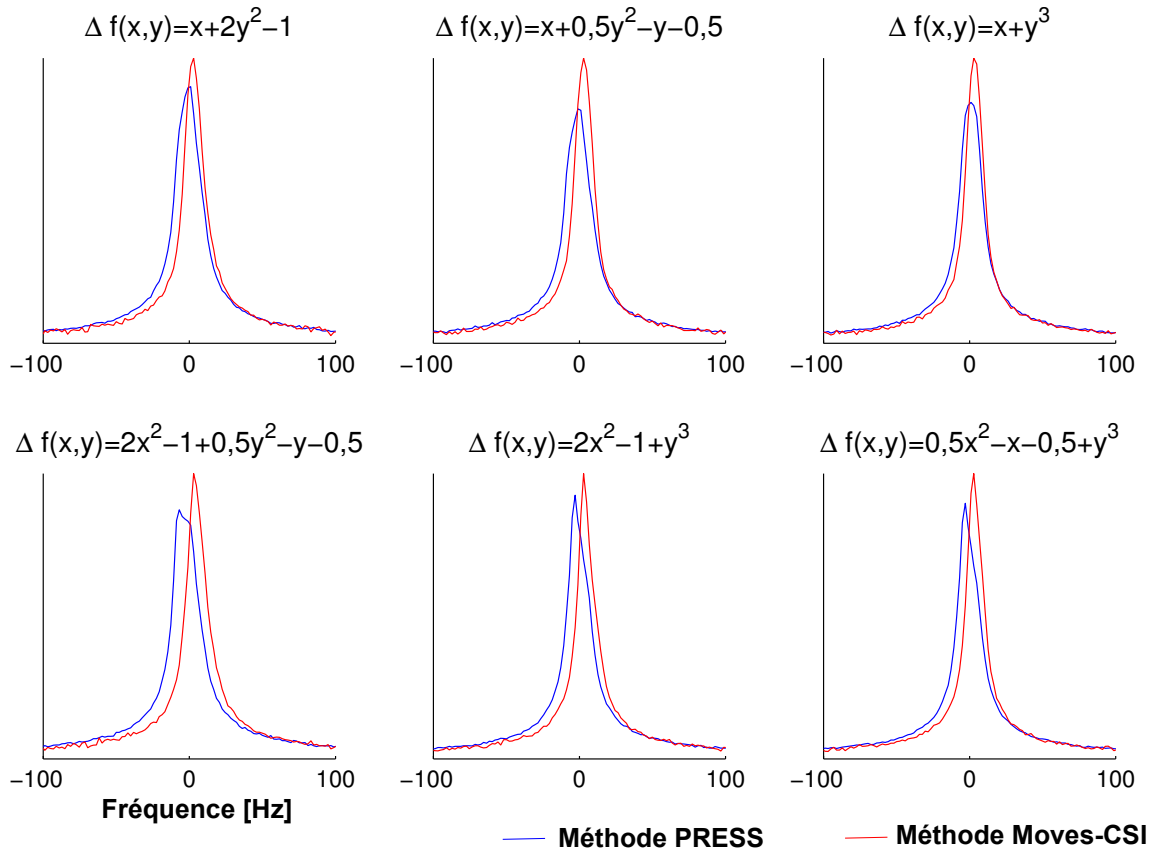 Δ f(x,y)=x+2y²−1
Δ f(x,y)=x+0,5y²−y−0,5
Δ f(x,y)=x+y³
−100 0 100
−100 0 100
−100 0 100
Δ f(x,y)=2x²−1+0,5y²−y−0,5
Δ f(x,y)=2x²−1+y³
Δ f(x,y)=0,5x²−x−0,5+y³
−100 0 100
−100 0 100
−100 0 100
Fréquence [Hz]
Méthode PRESS
Méthode Moves-CSI